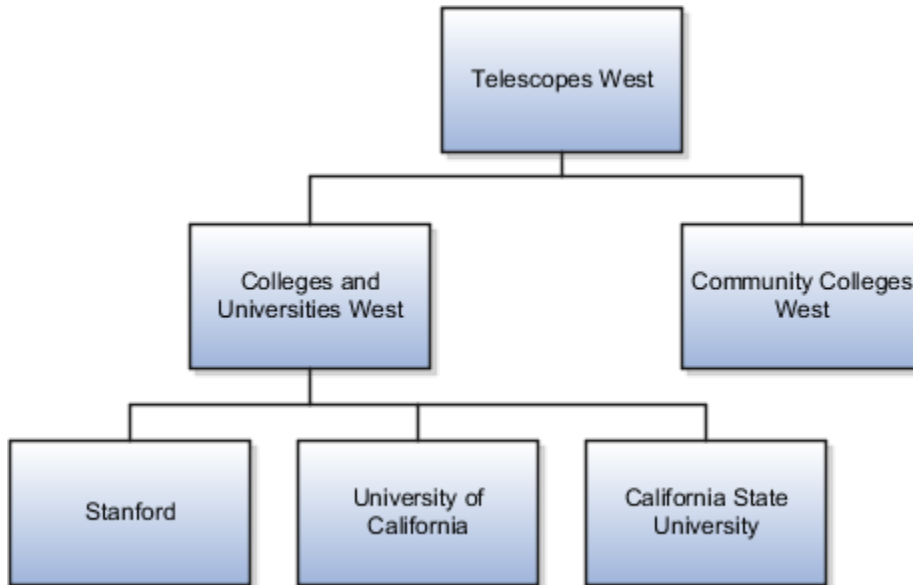 Telescopes West
Colleges and
Universities West
Community Colleges
West
Stanford
University of
California
California State
University